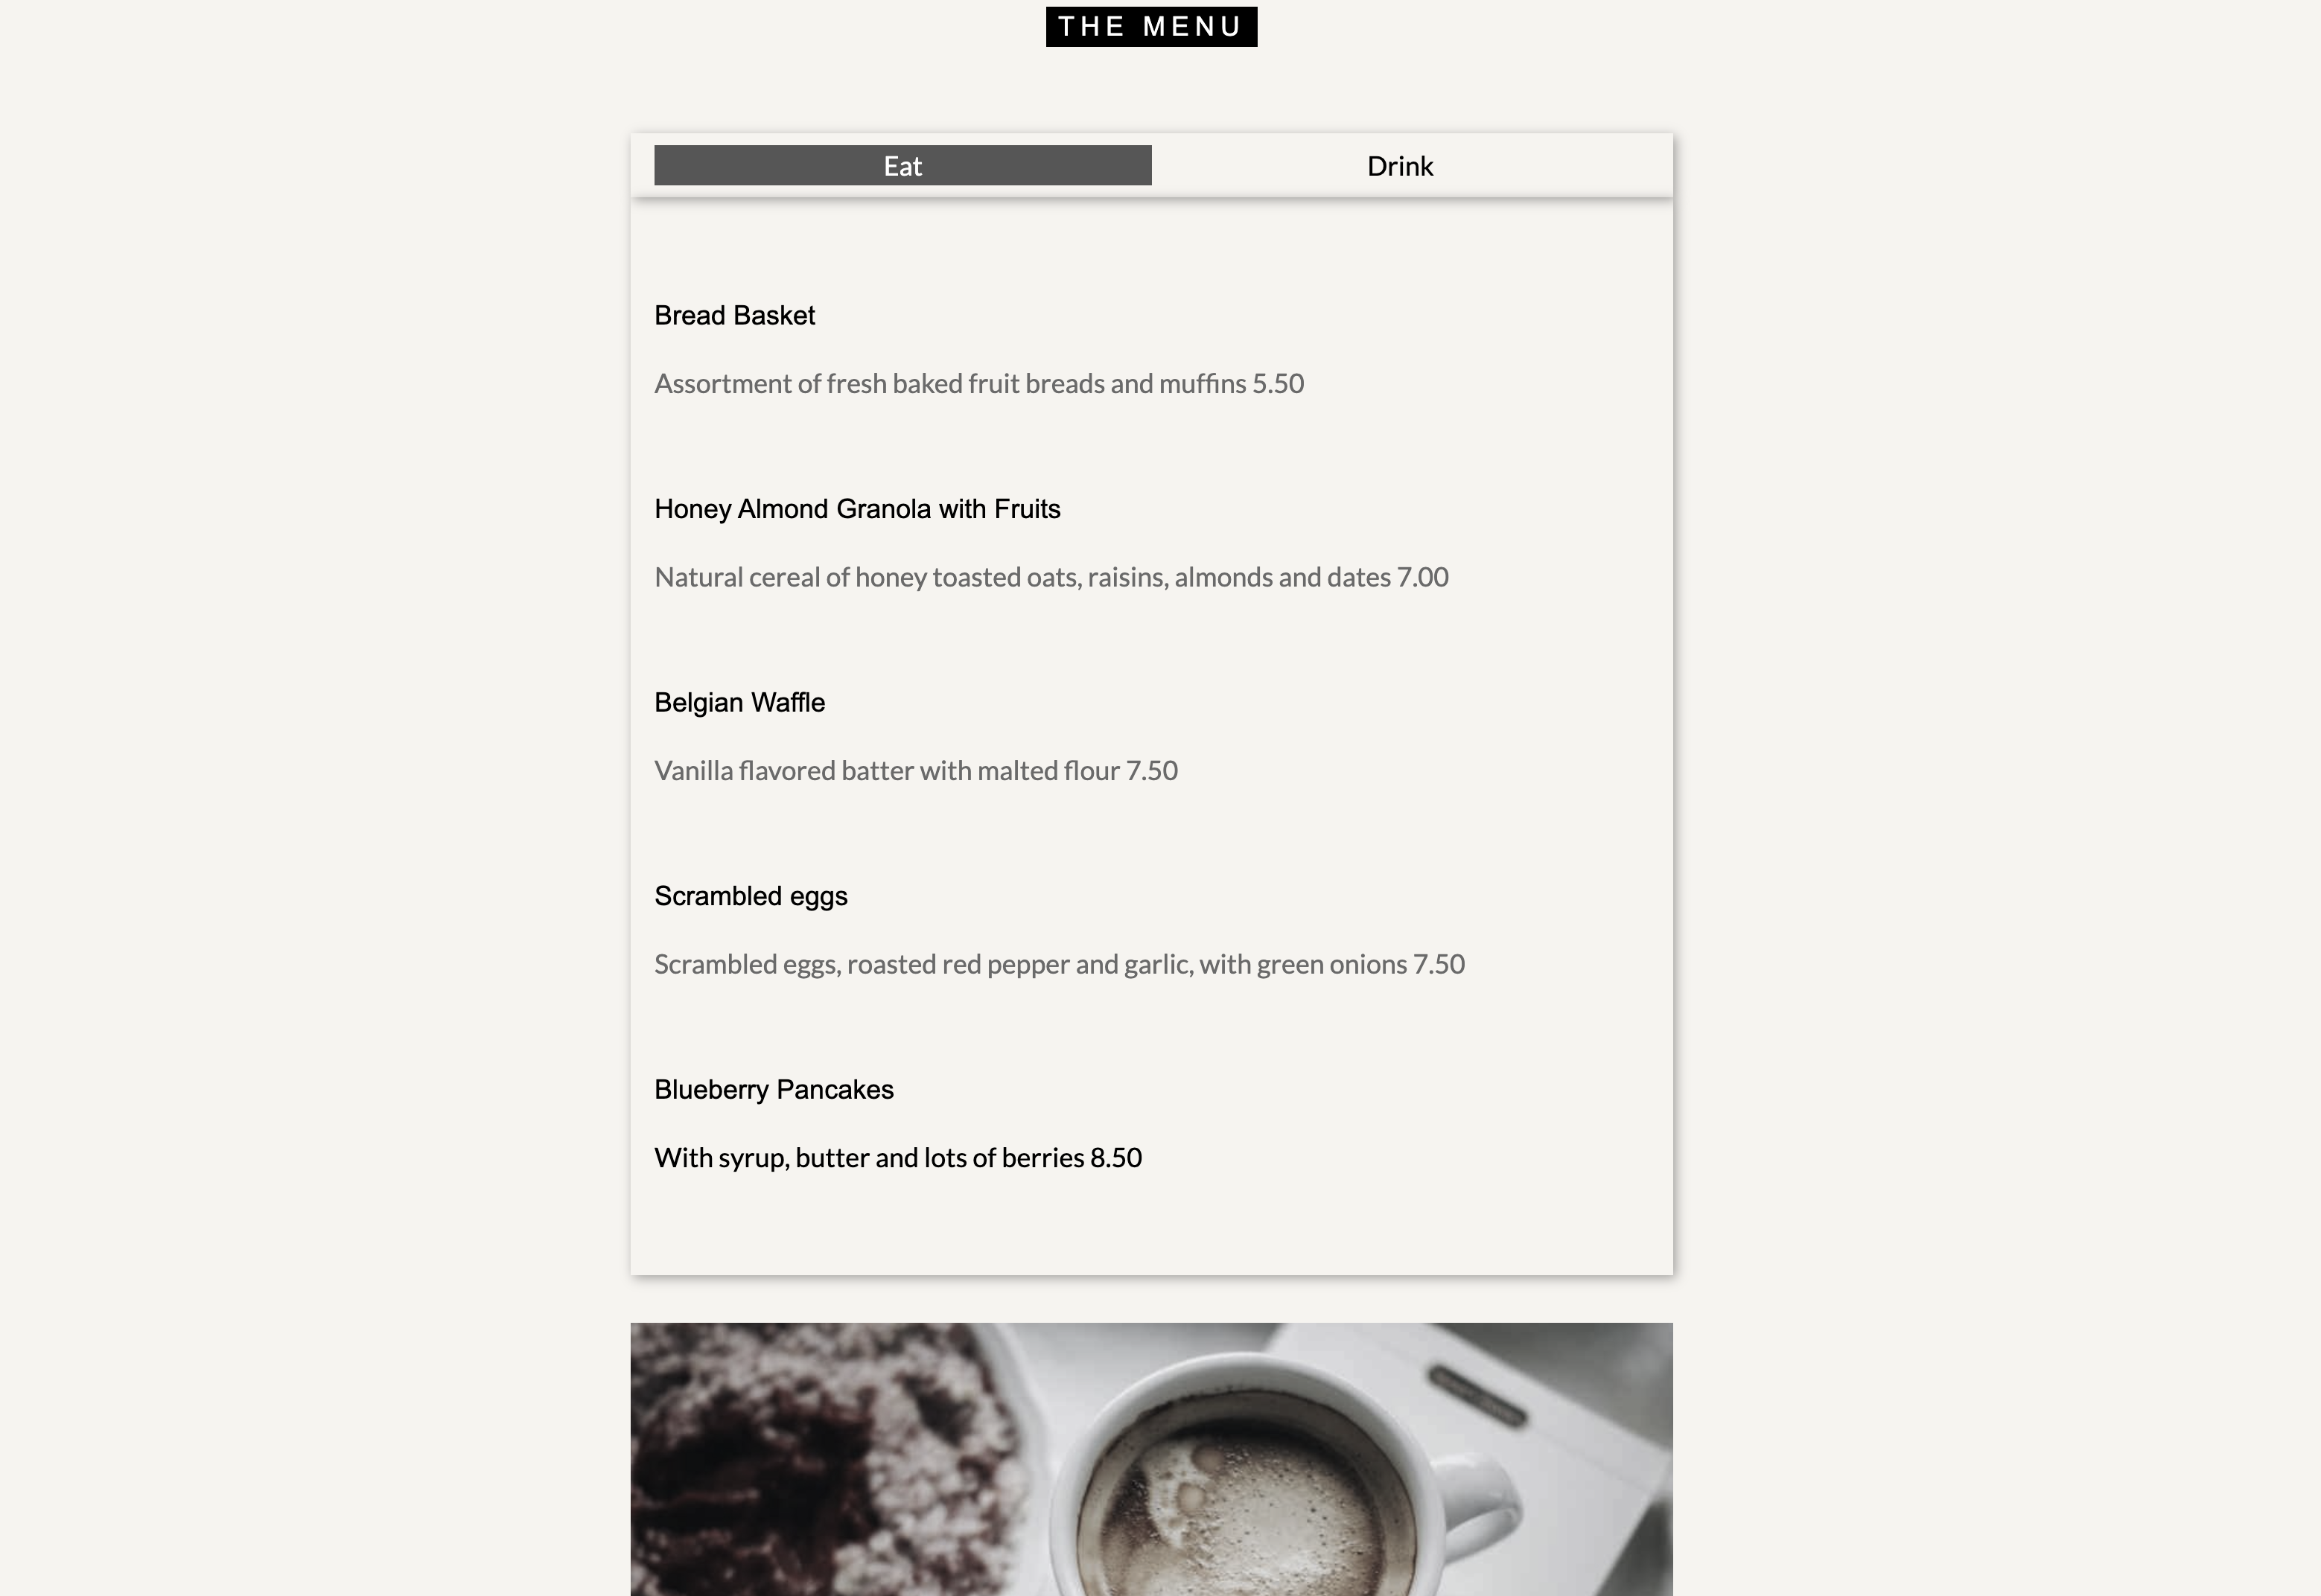 THE MENU
Eat
Drink
Bread Basket
Assortment of fresh baked fruit breads and muffins 5.50
Honey Almond Granola with Fruits
Natural cereal of honey toasted oats, raisins, almonds and dates 7.00
Belgian Waffle
Vanilla flavored batter with malted flour 7.50
Scrambled eggs
Scrambled eggs, roasted red pepper and garlic, with green onions 7.50
Blueberry Pancakes
With syrup, butter and lots of berries 8.50